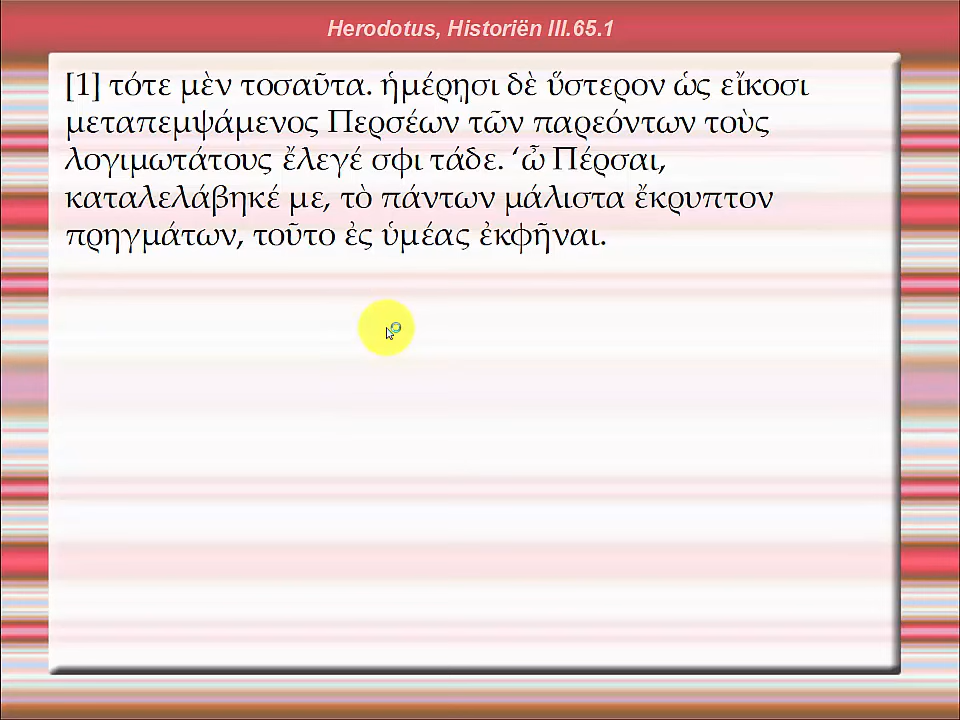 Herodotus, Historiën III.65.1
[1] τότε μὲν τοσαῦτα. ἡμέρῃσι δὲ ὕστερον ὡς εἴκοσι
μεταπεμψάμενος Περσέων τῶν παρεόντων τοὺς
λογιμωτάτους ἔλεγέ σφι τάδε. ‘ὦ Πέρσαι,
καταλελάβηκέ με, τὸ πάντων μάλιστα ἔκρυπτον
πρηγμάτων, τοῦτο ἐς ὑμέας ἐκφῆναι.